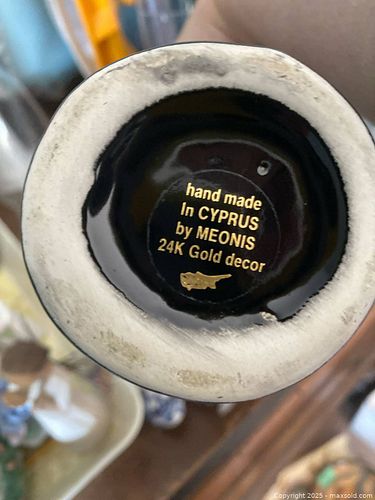 hand made
In CYPRUS
by MEONIS
24K Gold decor
Copyright 2025 - maxsold.com